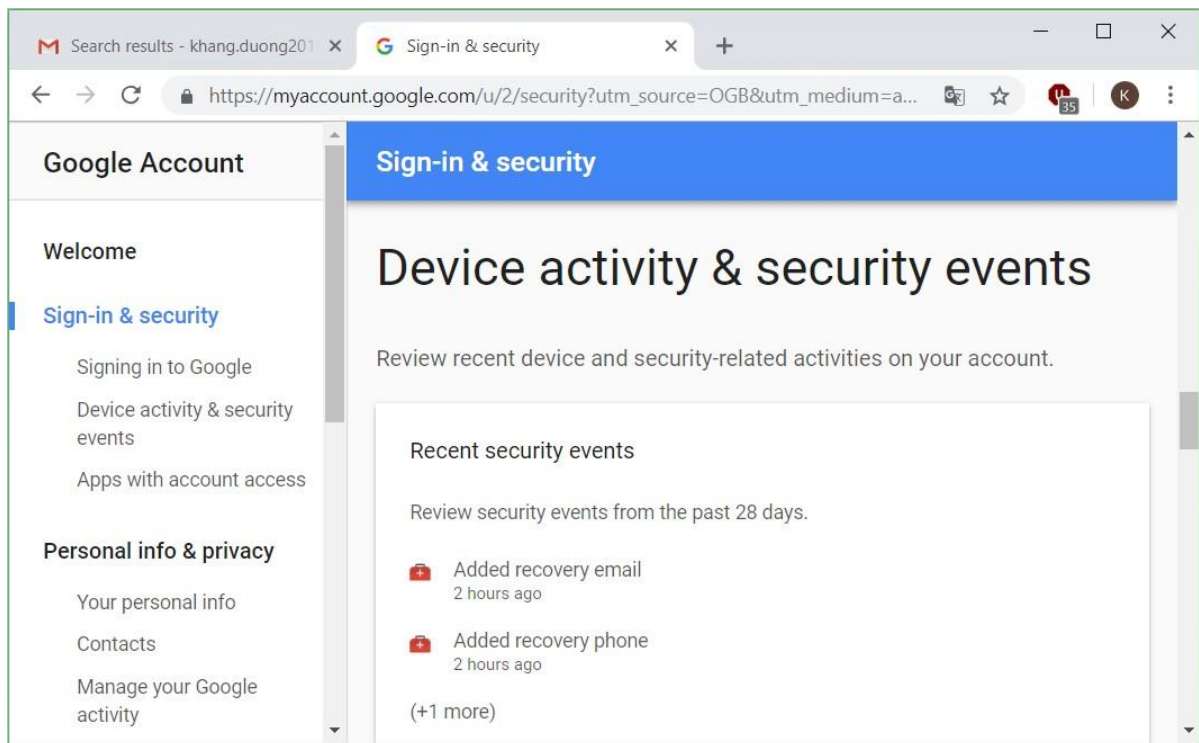 Search results - khang.duong201
Sign-in & security
https://myaccount.google.com/u/2/security?utm_source=OGB&utm_medium=a...
35
K
Google Account
Welcome
Sign-in & security
Signing in to Google
Device activity & security
events
Apps with account access
Personal info & privacy
Your personal info
Contacts
Manage your Google
activity
Sign-in & security
Device activity & security events
Review recent device and security-related activities on your account.
Recent security events
Review security events from the past 28 days.
Added recovery email
2 hours ago
Added recovery phone
2 hours ago
(+1 more)